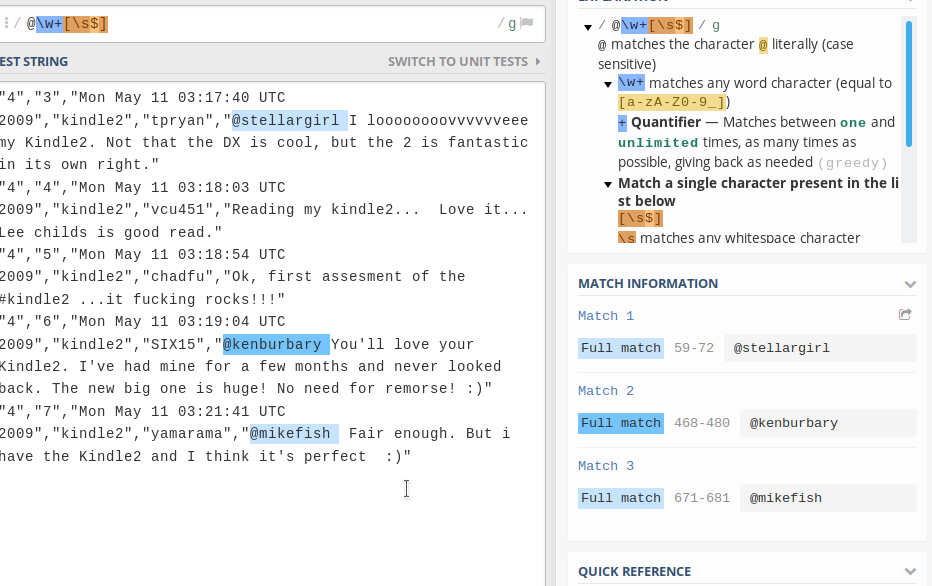 / @\w+[\s$] / g
EST STRING SWITCH TO UNIT TESTS
"4","3","Mon May 11 03:17:40 UTC
2009","kindle2","tpryan","@stellargirl I loooooooovvvvvveee
my Kindle2. Not that the DX is cool, but the 2 is fantastic
in its own right."
"4","4","Mon May 11 03:18:03 UTC
2009","kindle2","vcu451","Reading my kindle2...  Love it...
Lee childs is good read."
"4","5","Mon May 11 03:18:54 UTC
2009","kindle2","chadfu","Ok, first assesment of the
#kindle2 ...it fucking rocks!!!"
"4","6","Mon May 11 03:19:04 UTC
2009","kindle2","SIX15","@kenburbary You'll love your
Kindle2. I've had mine for a few months and never looked
back. The new big one is huge! No need for remorse! :)"
"4","7","Mon May 11 03:21:41 UTC
2009","kindle2","yamarama","@mikefish  Fair enough. But i
have the Kindle2 and I think it's perfect  :)"
/ @\w+[\s$] / g
@ matches the character @ literally (case
sensitive)
\w+ matches any word character (equal to
[a-zA-Z0-9_])
+ Quantifier — Matches between one and
unlimited times, as many times as
possible, giving back as needed (greedy)
Match a single character present in the li
st below
[\s$]
\s matches any whitespace character
MATCH INFORMATION
Match 1
Full match 59-72 @stellargirl
Match 2
Full match 468-480 @kenburbary
Match 3
Full match 671-681 @mikefish
QUICK REFERENCE